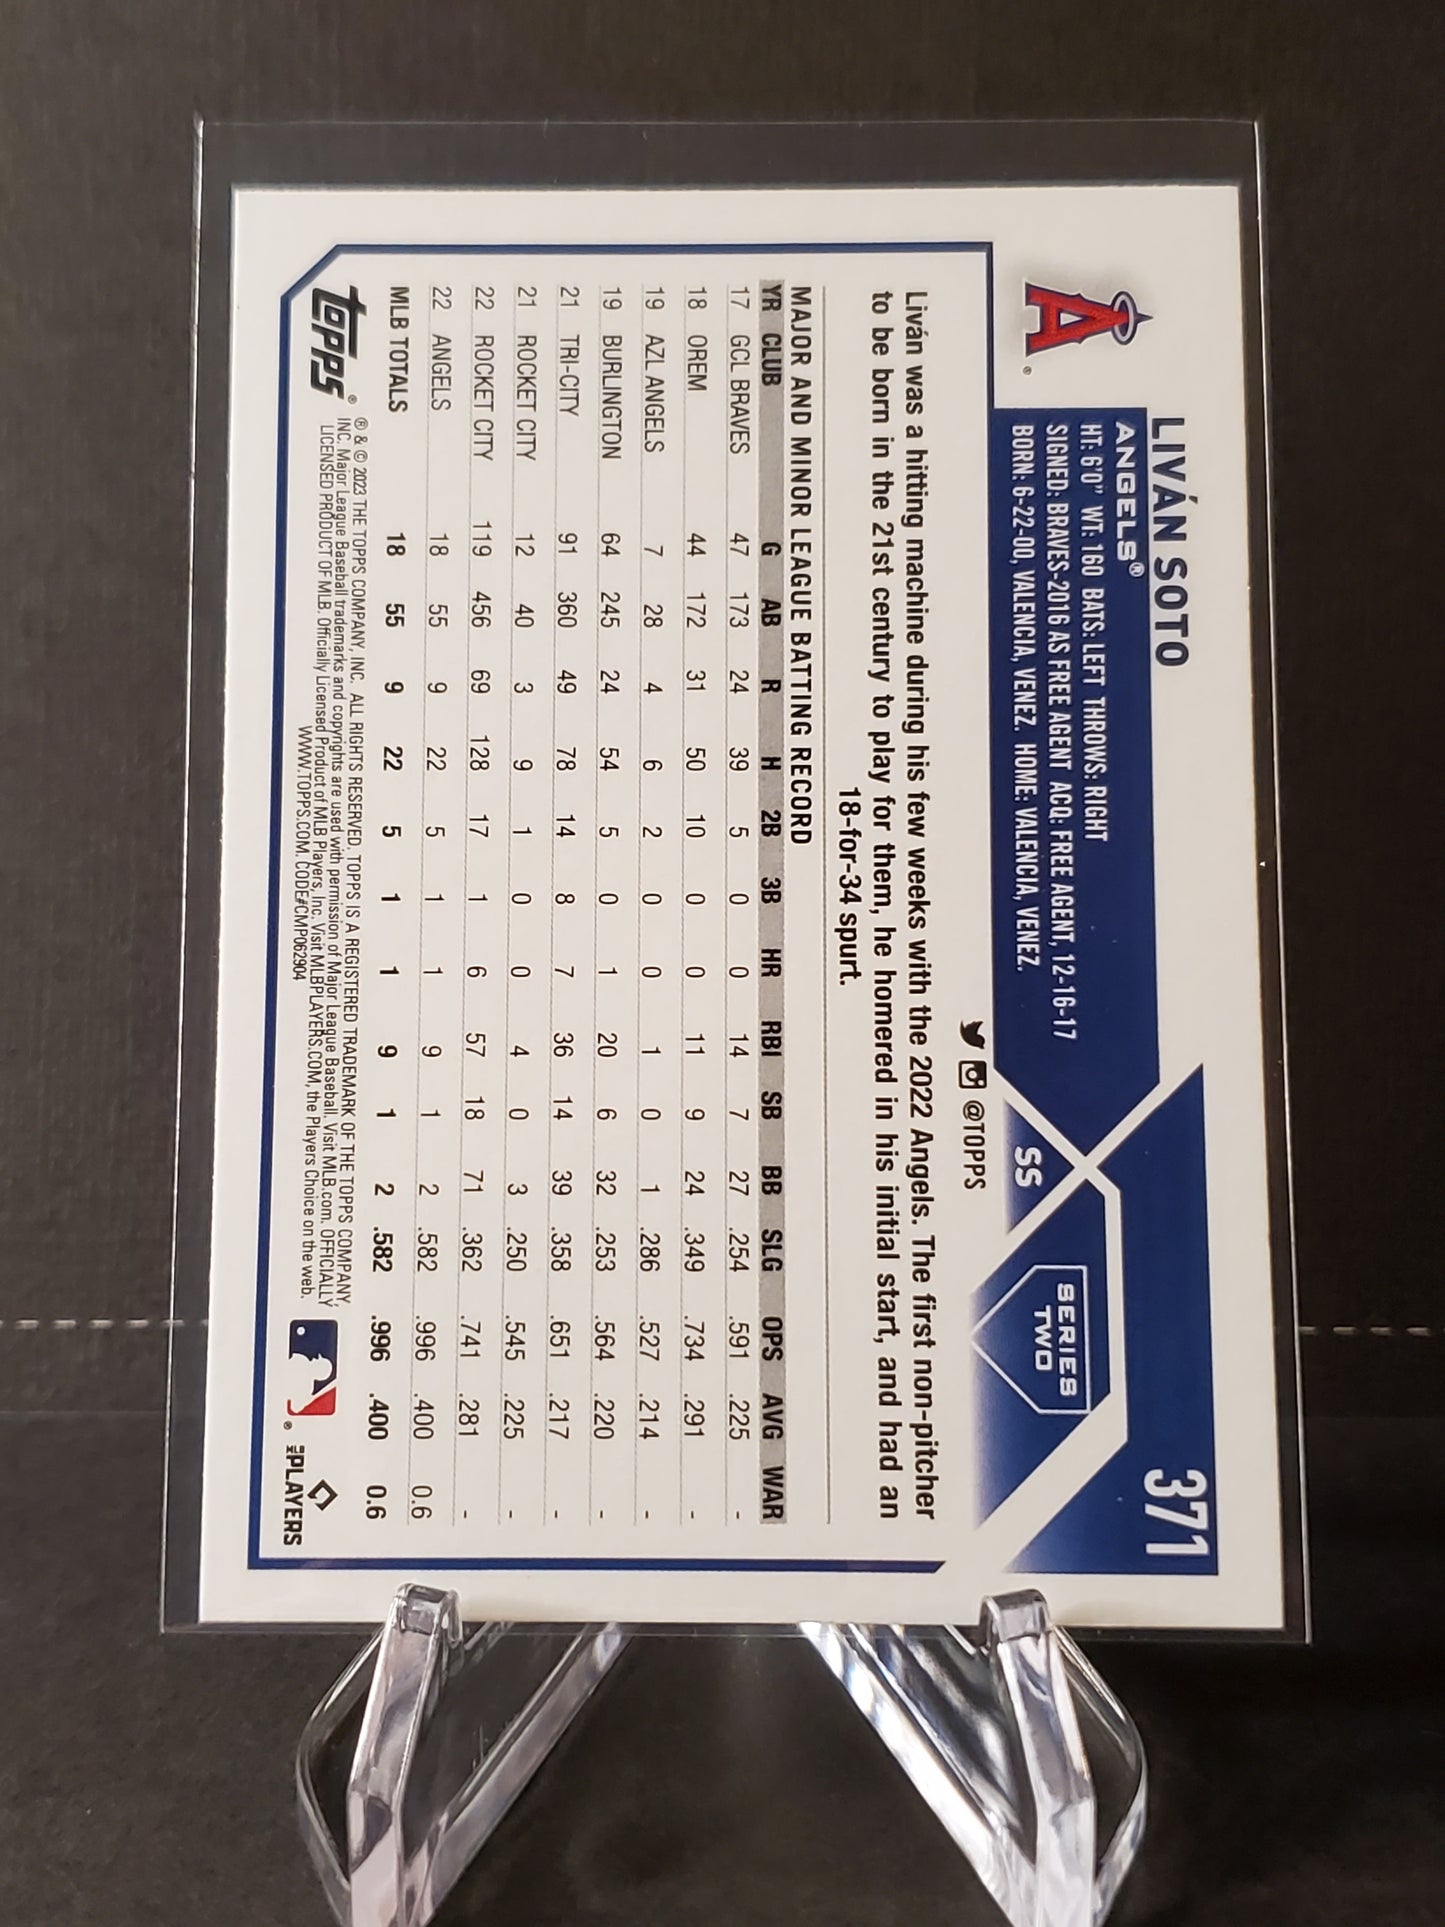 371
LIVÁN SOTO
ANGELS®
HT: 6'0" WT: 160 BATS: LEFT THROWS: RIGHT
SIGNED: BRAVES-2016 AS FREE AGENT ACQ: FREE AGENT, 12-16-17
BORN: 6-22-00, VALENCIA, VENEZ. HOME: VALENCIA, VENEZ.
A®
SS
SERIES
TWO
@TOPPS
Liván was a hitting machine during his few weeks with the 2022 Angels. The first non-pitcher
to be born in the 21st century to play for them, he homered in his initial start, and had an
18-for-34 spurt.
MAJOR AND MINOR LEAGUE BATTING RECORD
YR CLUB G AB R H 2B 3B HR RBI SB BB SLG OPS AVG WAR
17 GCL BRAVES 47 173 24 39 5 0 0 14 7 27 .254 .591 .225 -
18 OREM 44 172 31 50 10 0 0 11 9 24 .349 .734 .291 -
19 AZL ANGELS 7 28 4 6 2 0 0 1 0 1 .286 .527 .214 -
19 BURLINGTON 64 245 24 54 5 0 1 20 6 32 .253 .564 .220 -
21 TRI-CITY 91 360 49 78 14 8 7 36 14 39 .358 .651 .217 -
21 ROCKET CITY 12 40 3 9 1 0 0 4 0 3 .250 .545 .225 -
22 ROCKET CITY 119 456 69 128 17 1 6 57 18 71 .362 .741 .281 -
22 ANGELS 18 55 9 22 5 1 1 9 1 2 .582 .996 .400 0.6
MLB TOTALS 18 55 9 22 5 1 1 9 1 2 .582 .996 .400 0.6
topps®
® & © 2023 THE TOPPS COMPANY, INC. ALL RIGHTS RESERVED. TOPPS IS A REGISTERED TRADEMARK OF THE TOPPS COMPANY,
INC. Major League Baseball trademarks and copyrights are used with permission of Major League Baseball. Visit MLB.com. OFFICIALLY
LICENSED PRODUCT OF MLB. Officially Licensed Product of MLB Players, Inc. Visit MLBPLAYERS.COM, the Players Choice on the web.
WWW.TOPPS.COM. CODE#CMP062904
®
MLB PLAYERS